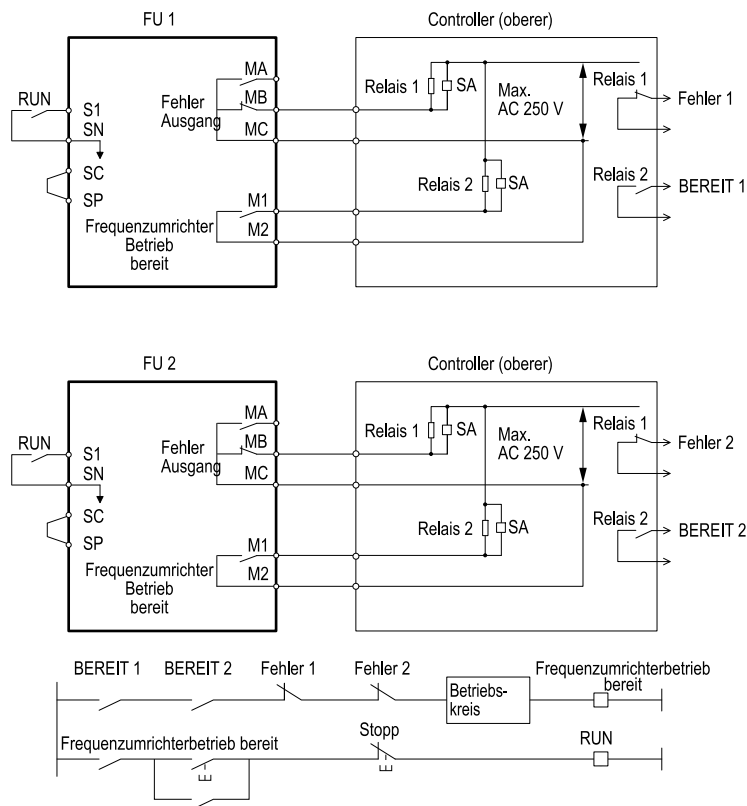 FU 1
Controller (oberer)
RUN
S1
SN
SC
SP
Fehler
Ausgang
MA
MB
MC
Frequenzumrichter
Betrieb
bereit
M1
M2
Relais 1
SA
Max.
AC 250 V
Relais 2
SA
Relais 1
Fehler 1
Relais 2
BEREIT 1
FU 2
Controller (oberer)
RUN
S1
SN
SC
SP
Fehler
Ausgang
MA
MB
MC
Frequenzumrichter
Betrieb
bereit
M1
M2
Relais 1
SA
Max.
AC 250 V
Relais 2
SA
Relais 1
Fehler 2
Relais 2
BEREIT 2
BEREIT 1
BEREIT 2
Fehler 1
Fehler 2
Betriebs-
kreis
Frequenzumrichterbetrieb
bereit
Frequenzumrichterbetrieb bereit
Stopp
RUN